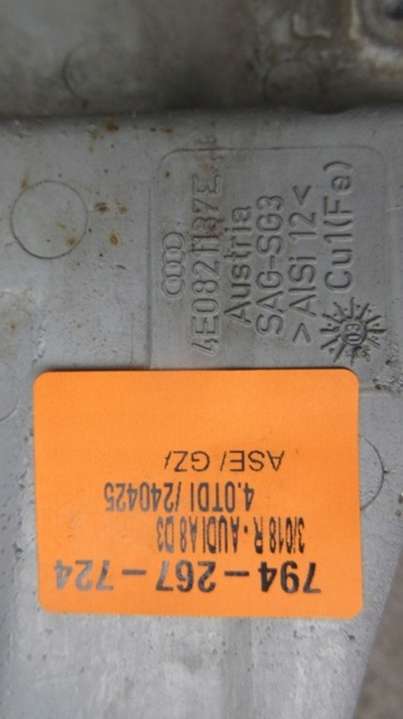 4E0821137E
Austria
SAG-SG3
>AlSi 12<
Cu1(Fe)
03
794-267-724
3/018 R - AUDI A8 D3
4.0TDI /240425
ASE/ GZ/